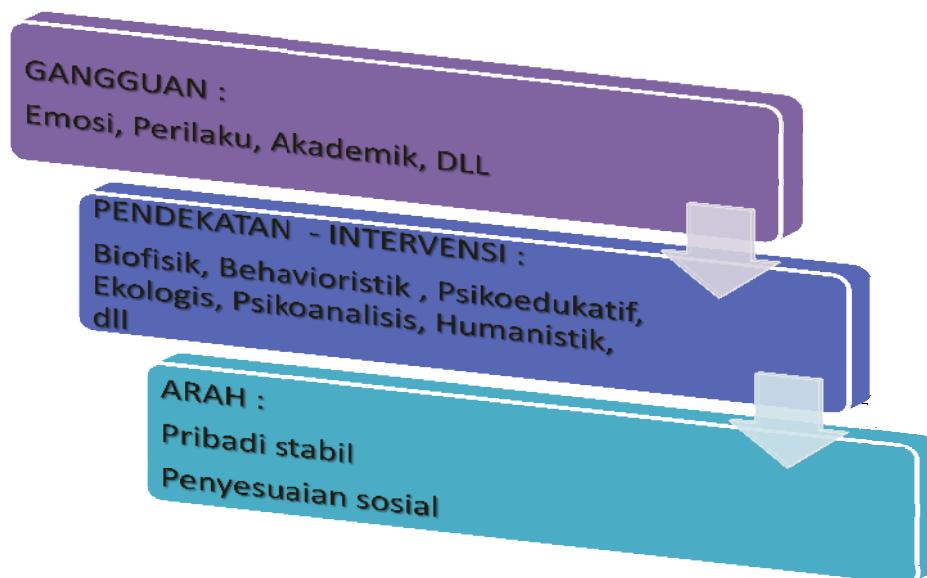 GANGGUAN :
Emosi, Perilaku, Akademik, DLL
PENDEKATAN - INTERVENSI :
Biofisik, Behavioristik , Psikoedukatif,
Ekologis, Psikoanalisis, Humanistik,
dll
ARAH :
Pribadi stabil
Penyesuaian sosial